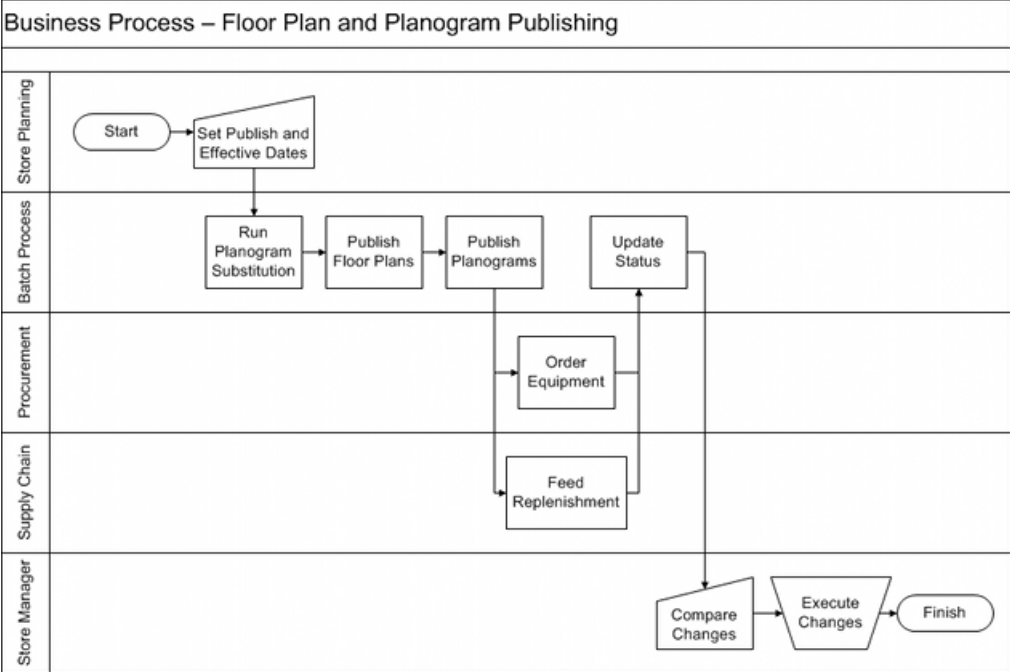 Business Process – Floor Plan and Planogram Publishing
Store Planning
Start
Set Publish and
Effective Dates
Batch Process
Run
Planogram
Substitution
Publish
Floor Plans
Publish
Planograms
Update
Status
Procurement
Order
Equipment
Supply Chain
Feed
Replenishment
Store Manager
Compare
Changes
Execute
Changes
Finish